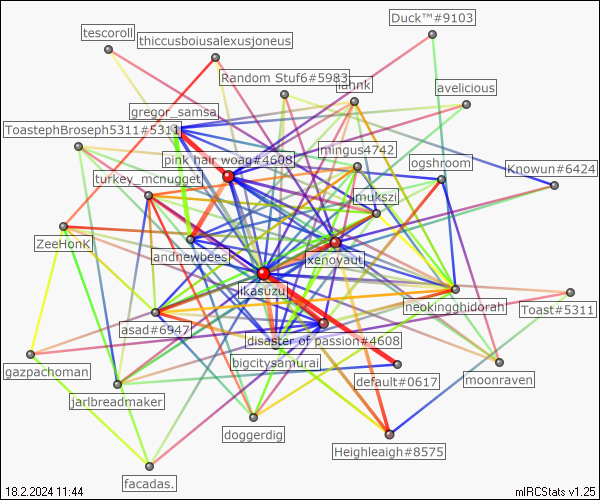 Duck™#9103
tescoroll
thiccusboiusalexusjoneus
Random Stuf6#5983
iahnk
avelicious
gregor_samsa
ToastephBroseph5311#5311
mingus4742
pink hair woag#4608
ogshroom
Knowun#6424
turkey_mcnugget
mukszi
ZeeHonK
andnewbees
xenoyaut
ikasuzu
neokingghidorah
Toast#5311
asad#6947
disaster of passion#4608
bigcitysamurai
gazpachoman
default#0617
moonraven
jarlbreadmaker
doggerdig
Heighleaigh#8575
facadas.
18.2.2024 11:44
mIRCStats v1.25